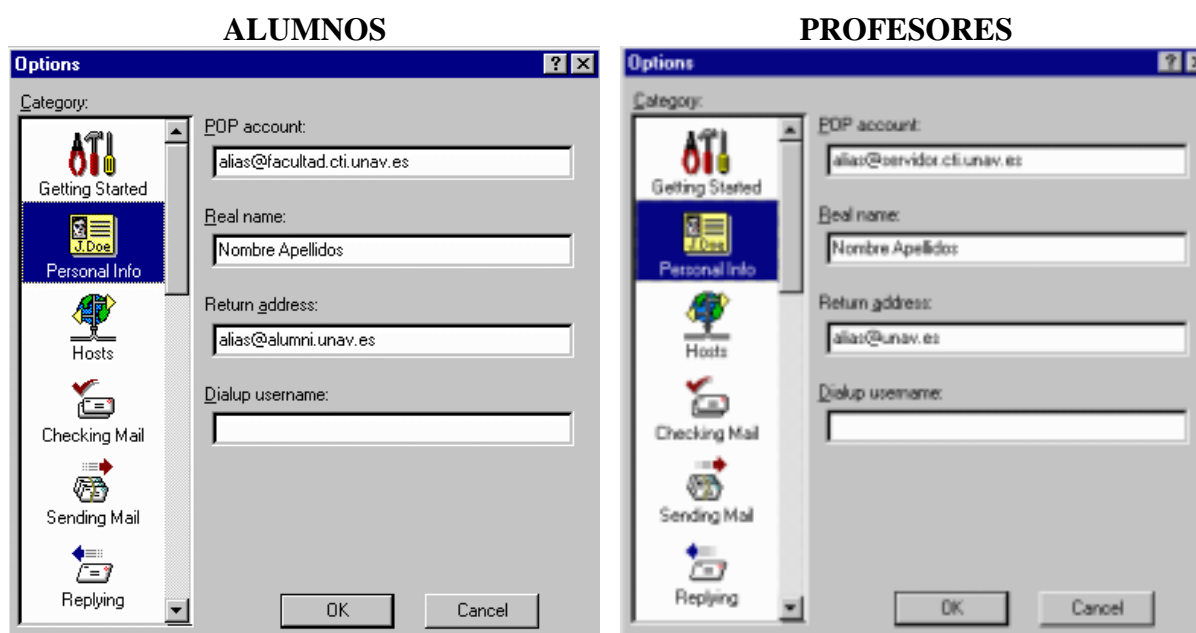 ALUMNOS
Options
Category:
Getting Started
J.Doe
Personal Info
Hosts
Checking Mail
Sending Mail
Replying
POP account:
alias@facultad.cti.unav.es
Real name:
Nombre Apellidos
Return address:
alias@alumni.unav.es
Dialup username:
OK
Cancel
PROFESORES
Options
Category:
Getting Started
J.Doe
Personal Info
Hosts
Checking Mail
Sending Mail
Replying
POP account:
alias@servidor.cti.unav.es
Real name:
Nombre Apellidos
Return address:
alias@unav.es
Dialup username:
OK
Cancel